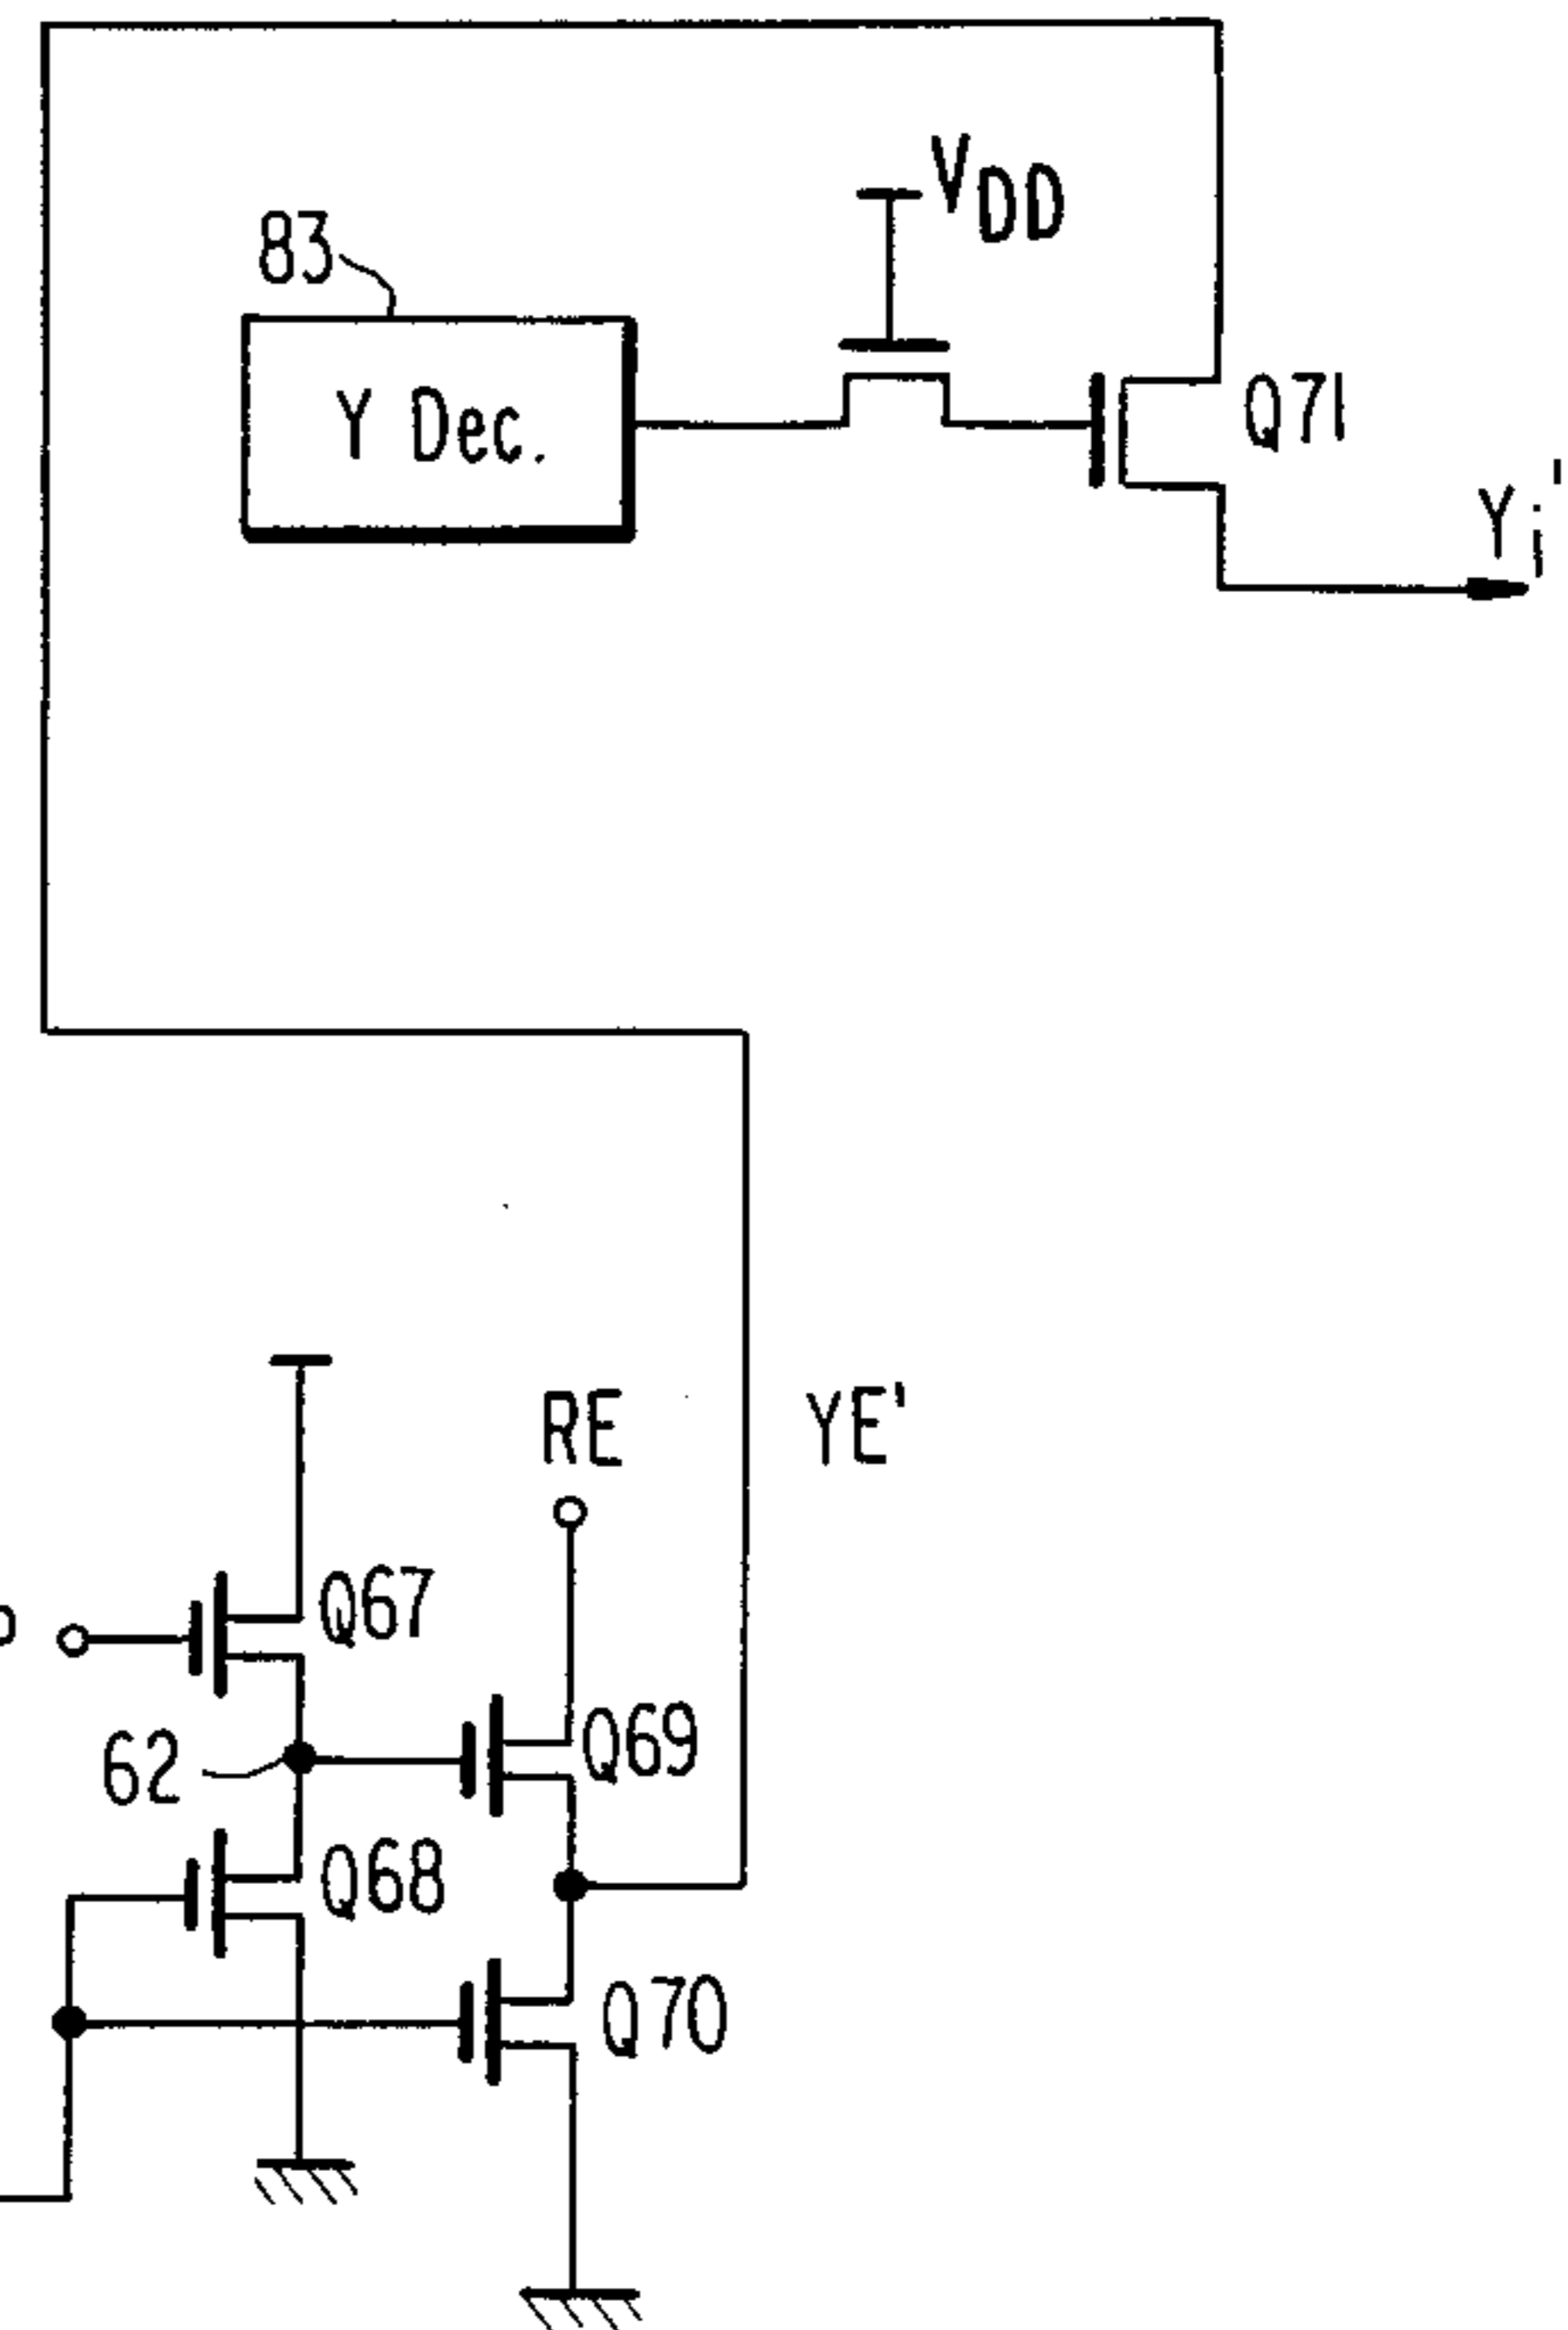 V_DD
83
Y Dec.
Q71
Y_i'
RE
YE'
Q67
Q69
62
Q68
Q70